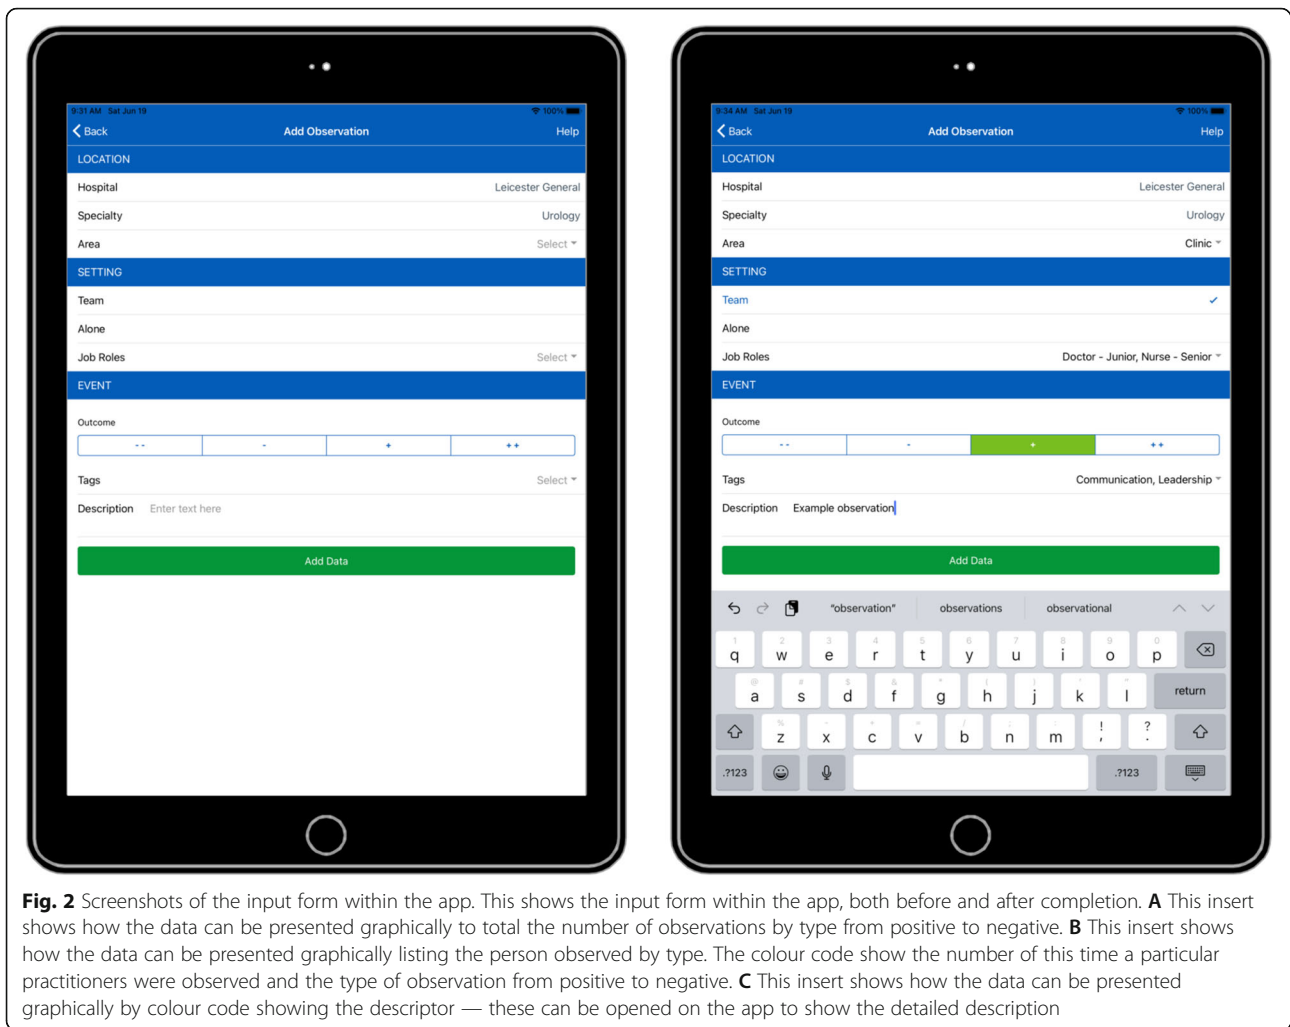 9:31 AM Sat Jun 19 100%
Back Add Observation Help
LOCATION
Hospital Leicester General
Specialty Urology
Area Select
SETTING
Team
Alone
Job Roles Select
EVENT
Outcome
-- - + ++
Tags Select
Description Enter text here
Add Data
9:34 AM Sat Jun 19 100%
Back Add Observation Help
LOCATION
Hospital Leicester General
Specialty Urology
Area Clinic
SETTING
Team
Alone
Job Roles Doctor - Junior, Nurse - Senior
EVENT
Outcome
-- - + ++
Tags Communication, Leadership
Description Example observation
Add Data
"observation" observations observational
1 2 3 4 5 6 7 8 9 0
q w e r t y u i o p
@ # $ & * ( ) ' "
a s d f g h j k l return
% - + = / ; : ! ?
z x c v b n m , .
.?123 .?123
Fig. 2 Screenshots of the input form within the app. This shows the input form within the app, both before and after completion. A This insert
shows how the data can be presented graphically to total the number of observations by type from positive to negative. B This insert shows
how the data can be presented graphically listing the person observed by type. The colour code show the number of this time a particular
practitioners were observed and the type of observation from positive to negative. C This insert shows how the data can be presented
graphically by colour code showing the descriptor — these can be opened on the app to show the detailed description